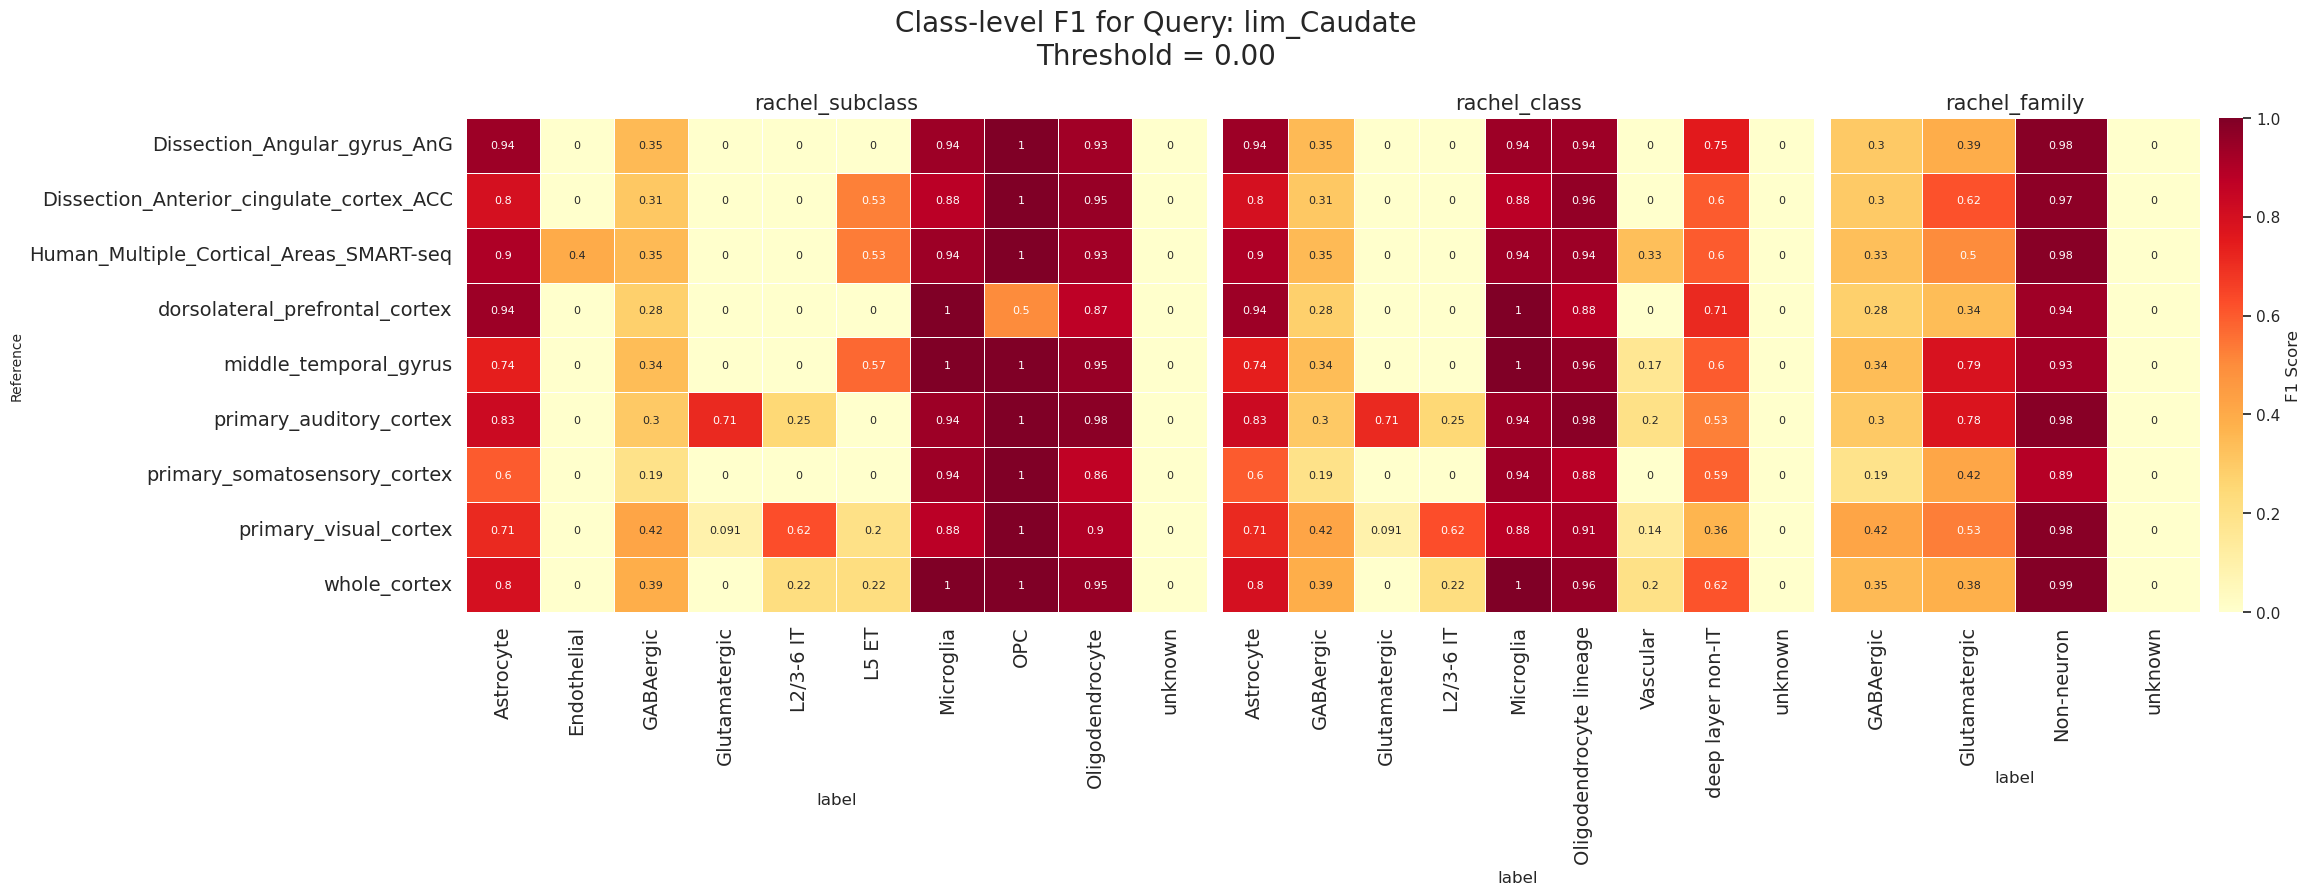 Class-level F1 for Query: lim_Caudate
Threshold = 0.00
rachel_subclass
rachel_class
rachel_family
Reference
Dissection_Angular_gyrus_AnG 0.94 0 0.35 0 0 0 0.94 1 0.93 0 0.94 0.35 0 0 0.94 0.94 0 0.75 0 0.3 0.39 0.98 0
Dissection_Anterior_cingulate_cortex_ACC 0.8 0 0.31 0 0 0.53 0.88 1 0.95 0 0.8 0.31 0 0 0.88 0.96 0 0.6 0 0.3 0.62 0.97 0
Human_Multiple_Cortical_Areas_SMART-seq 0.9 0.4 0.35 0 0 0.53 0.94 1 0.93 0 0.9 0.35 0 0 0.94 0.94 0.33 0.6 0 0.33 0.5 0.98 0
dorsolateral_prefrontal_cortex 0.94 0 0.28 0 0 0 1 0.5 0.87 0 0.94 0.28 0 0 1 0.88 0 0.71 0 0.28 0.34 0.94 0
middle_temporal_gyrus 0.74 0 0.34 0 0 0.57 1 1 0.95 0 0.74 0.34 0 0 1 0.96 0.17 0.6 0 0.34 0.79 0.93 0
primary_auditory_cortex 0.83 0 0.3 0.71 0.25 0 0.94 1 0.98 0 0.83 0.3 0.71 0.25 0.94 0.98 0.2 0.53 0 0.3 0.78 0.98 0
primary_somatosensory_cortex 0.6 0 0.19 0 0 0 0.94 1 0.86 0 0.6 0.19 0 0 0.94 0.88 0 0.59 0 0.19 0.42 0.89 0
primary_visual_cortex 0.71 0 0.42 0.091 0.62 0.2 0.88 1 0.9 0 0.71 0.42 0.091 0.62 0.88 0.91 0.14 0.36 0 0.42 0.53 0.98 0
whole_cortex 0.8 0 0.39 0 0.22 0.22 1 1 0.95 0 0.8 0.39 0 0.22 1 0.96 0.2 0.62 0 0.35 0.38 0.99 0
Astrocyte
Endothelial
GABAergic
Glutamatergic
L2/3-6 IT
L5 ET
Microglia
OPC
Oligodendrocyte
unknown
label
Astrocyte
GABAergic
Glutamatergic
L2/3-6 IT
Microglia
Oligodendrocyte lineage
Vascular
deep layer non-IT
unknown
label
GABAergic
Glutamatergic
Non-neuron
unknown
label
1.0
0.8
0.6
0.4
0.2
0.0
F1 Score